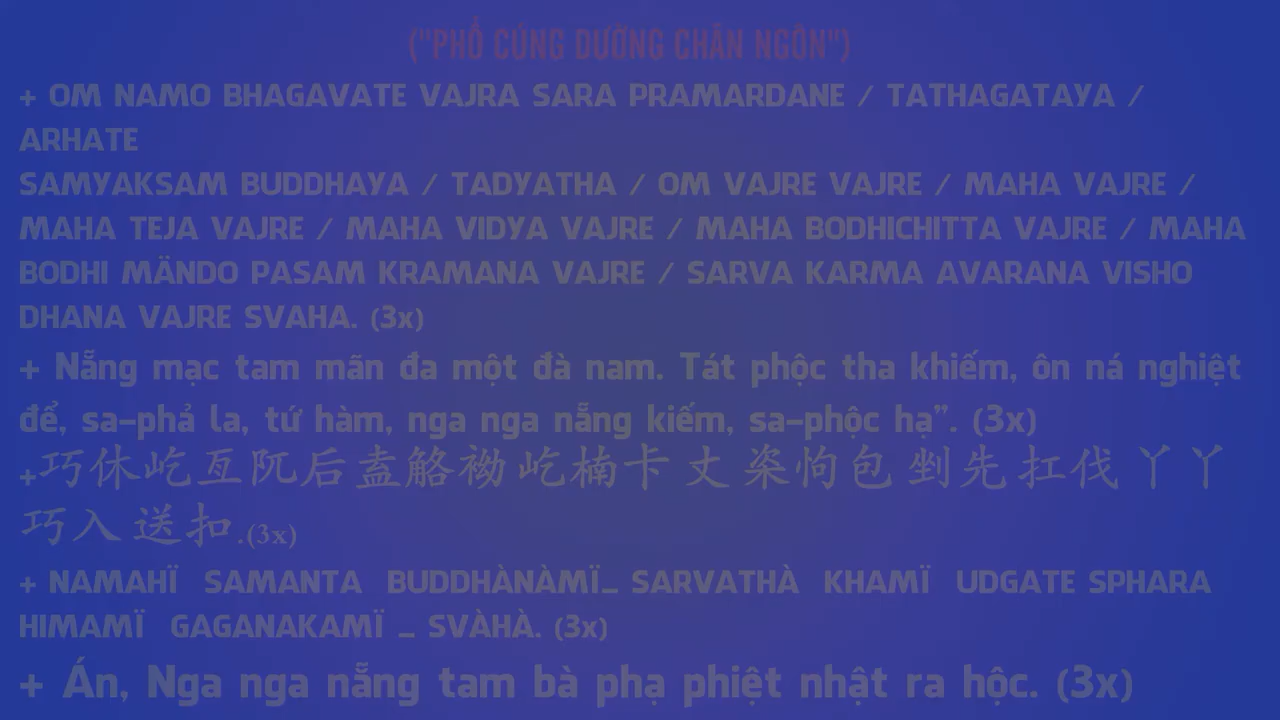 ("PHỔ CÚNG DƯỜNG CHÂN NGÔN")
+ OM NAMO BHAGAVATE VAJRA SARA PRAMARDANE / TATHAGATAYA /
ARHATE
SAMYAKSAM BUDDHAYA / TADYATHA / OM VAJRE VAJRE / MAHA VAJRE /
MAHA TEJA VAJRE / MAHA VIDYA VAJRE / MAHA BODHICHITTA VAJRE / MAHA
BODHI MÄNDO PASAM KRAMANA VAJRE / SARVA KARMA AVARANA VISHO
DHANA VAJRE SVAHA. (3x)
+ Nẵng mạc tam mãn đa một đà nam. Tát phộc tha khiếm, ôn ná nghiệt
để, sa-phả la, tứ hàm, nga nga nẵng kiếm, sa-phộc hạ”. (3x)
+巧休屹亙阢后盍觡袎屹楠卡丈栥怐包剉先扛伐丫丫
巧入送扣.(3x)
+ NAMAHÏ SAMANTA BUDDHÀNÀMÏ_ SARVATHÀ KHAMÏ UDGATE SPHARA
HIMAMÏ GAGANAKAMÏ _ SVÀHÀ. (3x)
+ Án, Nga nga nẵng tam bà phạ phiệt nhật ra hộc. (3x)